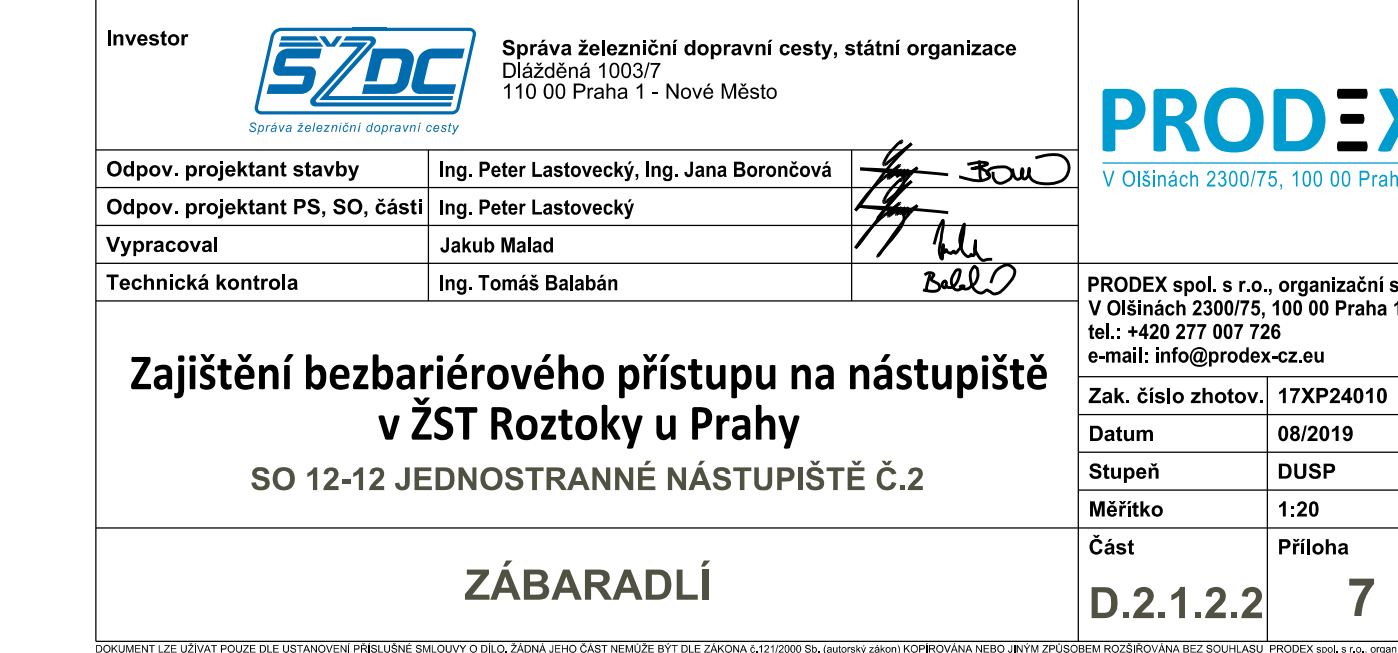 Investor
SŽDC
Správa železniční dopravní cesty
Správa železniční dopravní cesty, státní organizace
Dlážděná 1003/7
110 00 Praha 1 - Nové Město
PRODEX
V Olšinách 2300/75, 100 00 Prah
Odpov. projektant stavby Ing. Peter Lastovecký, Ing. Jana Borončová
Odpov. projektant PS, SO, části Ing. Peter Lastovecký
Vypracoval Jakub Malad
Technická kontrola Ing. Tomáš Balabán
PRODEX spol. s r.o., organizační s
V Olšinách 2300/75, 100 00 Praha 1
tel.: +420 277 007 726
e-mail: info@prodex-cz.eu
Zajištění bezbariérového přístupu na nástupiště
v ŽST Roztoky u Prahy
SO 12-12 JEDNOSTRANNÉ NÁSTUPIŠTĚ Č.2
Zak. číslo zhotov. 17XP24010
Datum 08/2019
Stupeň DUSP
Měřítko 1:20
Část Příloha
D.2.1.2.2 7
ZÁBARADLÍ
DOKUMENT LZE UŽÍVAT POUZE DLE USTANOVENÍ PŘÍSLUŠNÉ SMLOUVY O DÍLO. ŽÁDNÁ JEHO ČÁST NEMŮŽE BÝT DLE ZÁKONA č.121/2000 Sb. (autorský zákon) KOPÍROVÁNA NEBO JINÝM ZPŮSOBEM ROZŠIŘOVÁNA BEZ SOUHLASU PRODEX spol. s r.o., organ